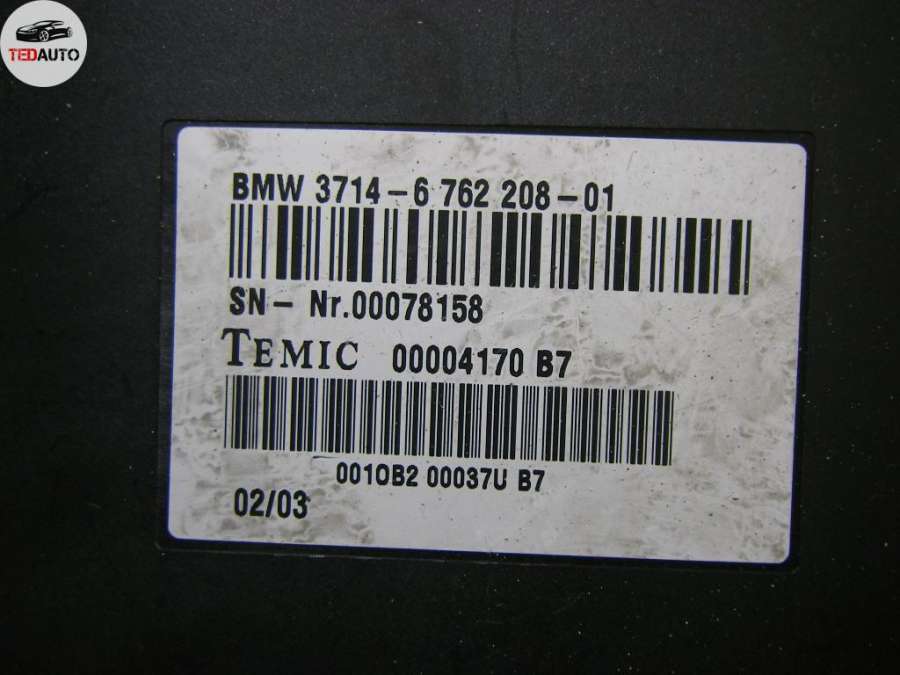 TEDAUTO
BMW 3714-6 762 208-01
SN- Nr.00078158
TEMIC 00004170 B7
001OB2 00037U B7
02/03